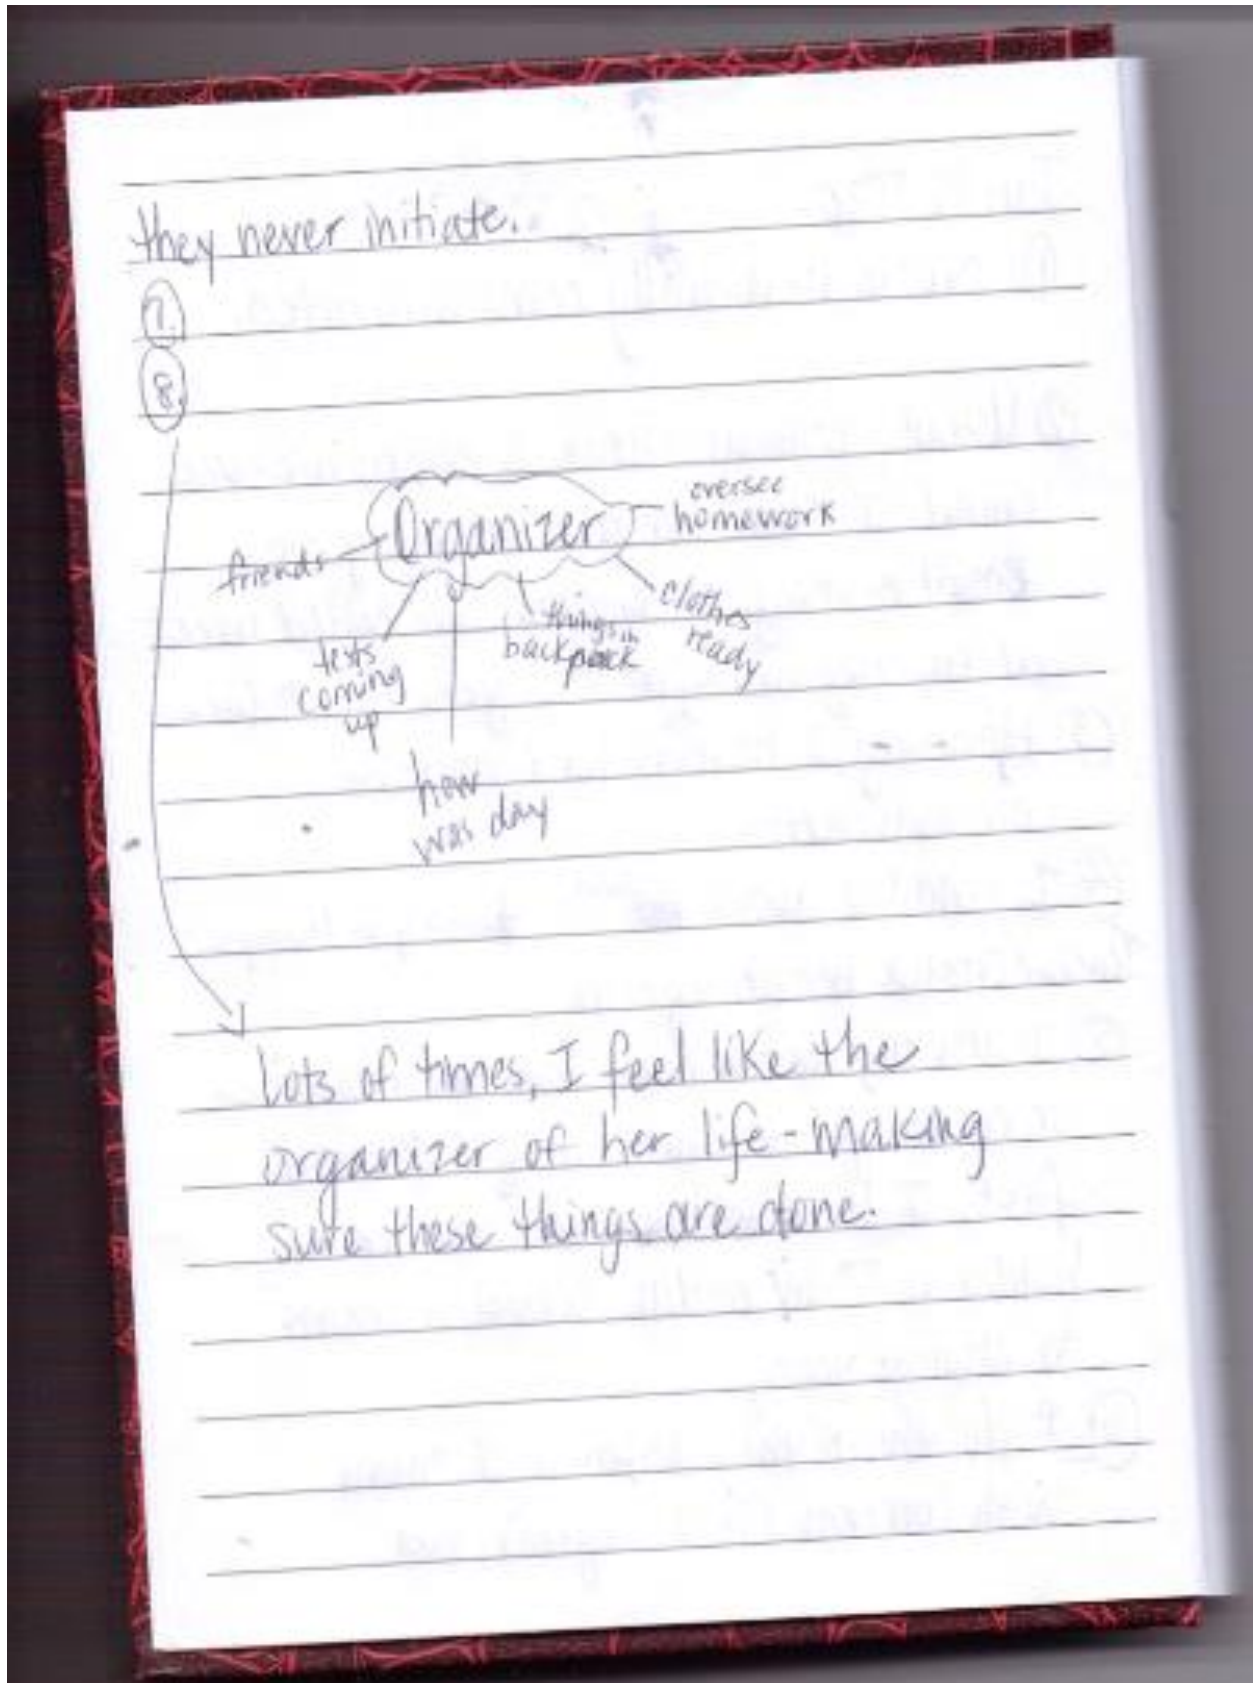 they never initiate.
7.
8.
Organizer
oversee
homework
friends
clothes
ready
things in
backpack
tests
coming
up
how
was day
lots of times, I feel like the
organizer of her life - making
sure these things are done.